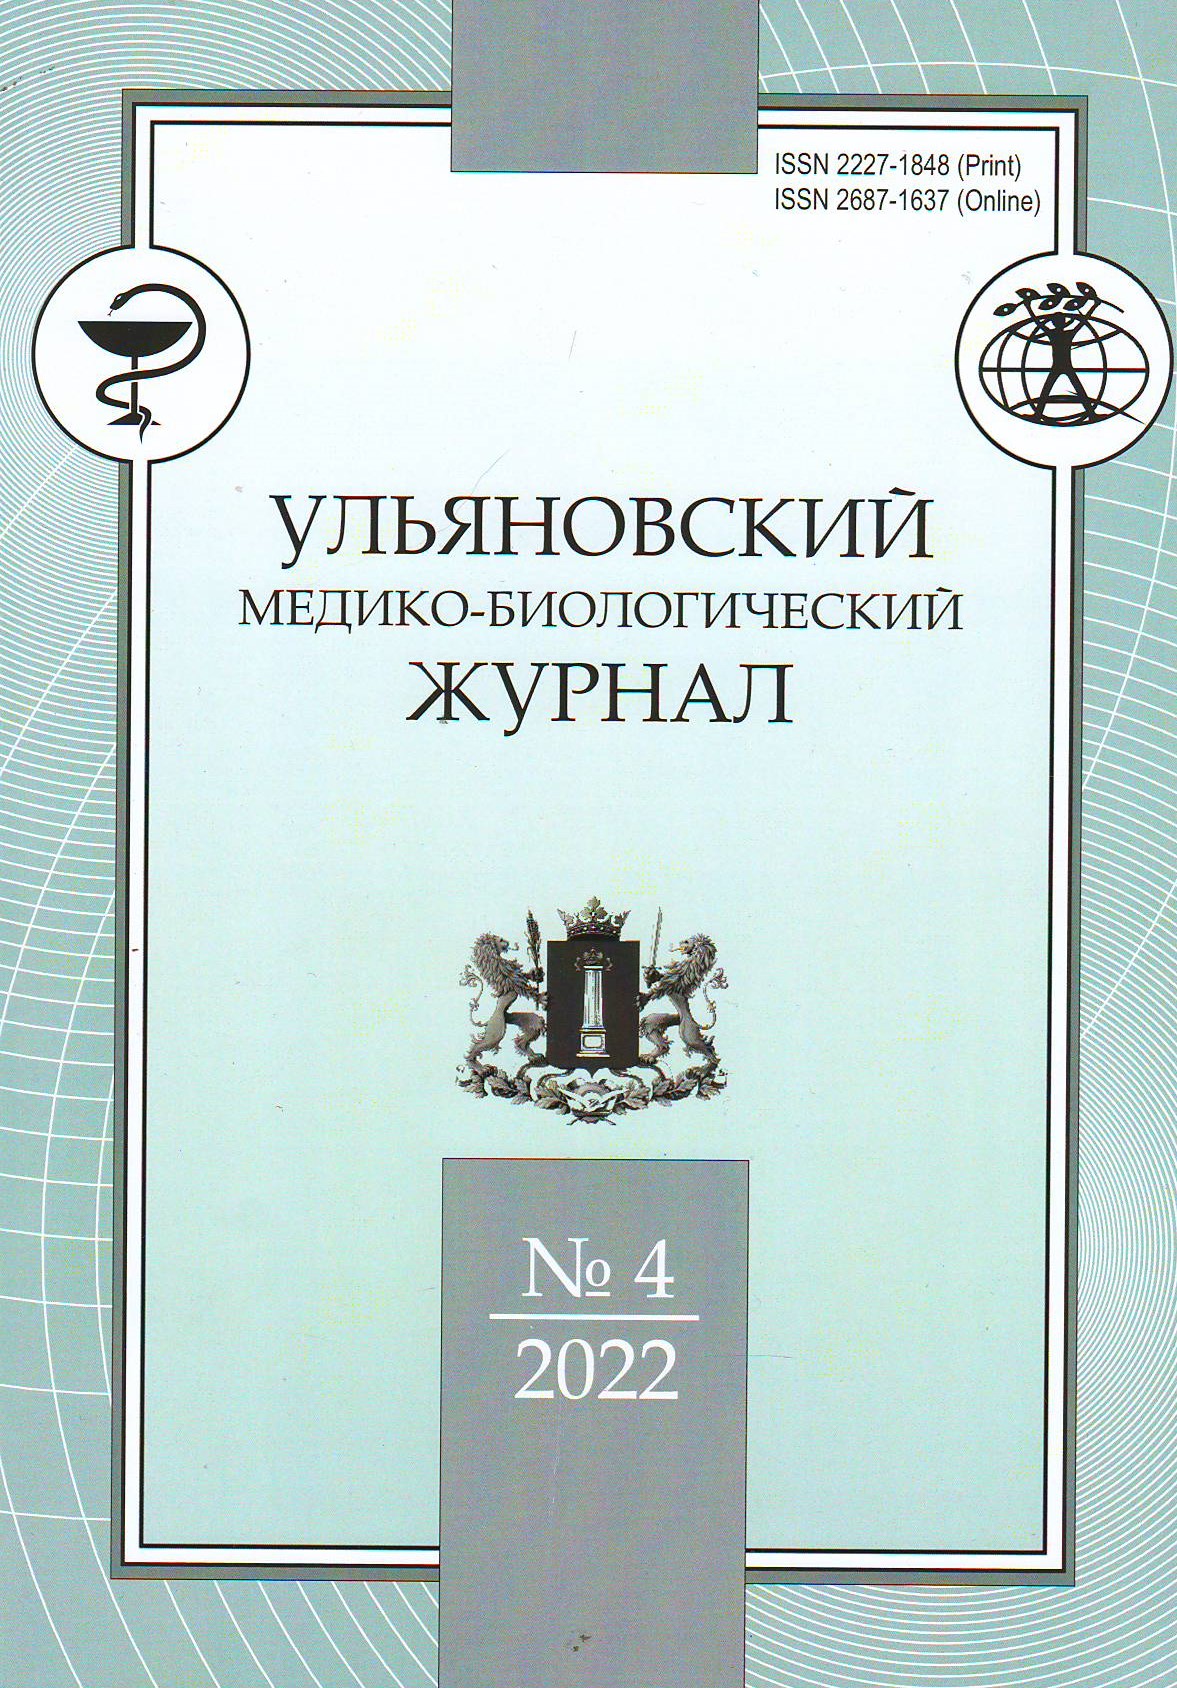 ISSN 2227-1848 (Print)
ISSN 2687-1637 (Online)
УЛЬЯНОВСКИЙ
МЕДИКО-БИОЛОГИЧЕСКИЙ
ЖУРНАЛ
№ 4
2022